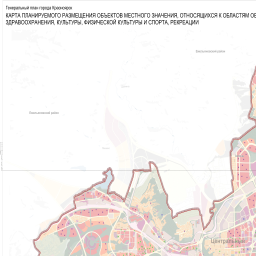 Генеральный план города Красноярск
КАРТА ПЛАНИРУЕМОГО РАЗМЕЩЕНИЯ ОБЪЕКТОВ МЕСТНОГО ЗНАЧЕНИЯ, ОТНОСЯЩИХСЯ К ОБЛАСТЯМ ОБ
ЗДРАВООХРАНЕНИЯ, КУЛЬТУРЫ, ФИЗИЧЕСКОЙ КУЛЬТУРЫ И СПОРТА, РЕКРЕАЦИИ
Емельяновский район
Центральный